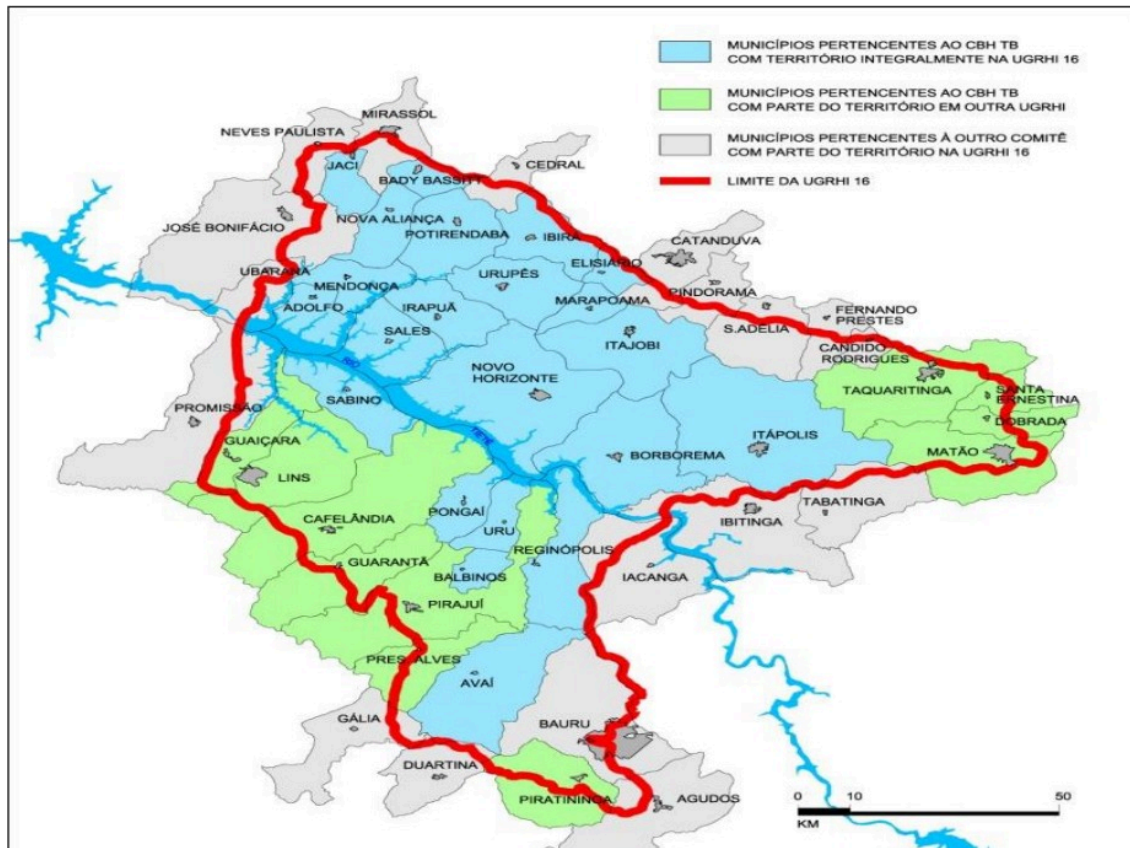 MUNICÍPIOS PERTENCENTES AO CBH TB
COM TERRITÓRIO INTEGRALMENTE NA UGRHI 16
MUNICÍPIOS PERTENCENTES AO CBH TB
COM PARTE DO TERRITÓRIO EM OUTRA UGRHI
MUNICÍPIOS PERTENCENTES À OUTRO COMITÊ
COM PARTE DO TERRITÓRIO NA UGRHI 16
LIMITE DA UGRHI 16
MIRASSOL
NEVES PAULISTA
JACI
CEDRAL
BADY BASSITT
JOSÉ BONIFÁCIO
NOVA ALIANÇA
POTIRENDABA
IBIRÁ
CATANDUVA
UBARARA
ELISIÁRIO
MENDONÇA
URUPÊS
PINDORAMA
ADOLFO
IRAPUÃ
MARAPOAMA
S.ADÉLIA
FERNANDO
PRESTES
SALES
ITAJOBI
CANDIDO
RODRIGUES
RIO
NOVO
HORIZONTE
TAQUARITINGA
SANTA
ERNESTINA
SABINO
PROMISSÃO
DOBRADA
TIETÊ
GUAIÇARA
LINS
BORBOREMA
ITÁPOLIS
MATÃO
PONGAÍ
TABATINGA
IBITINGA
CAFELÂNDIA
URU
REGINÓPOLIS
GUARANTÃ
BALBINOS
IACANGA
PIRAJUÍ
PRES. ALVES
AVAÍ
GÁLIA
BAURU
DUARTINA
PIRATININGA
AGUDOS
0 10 50
KM